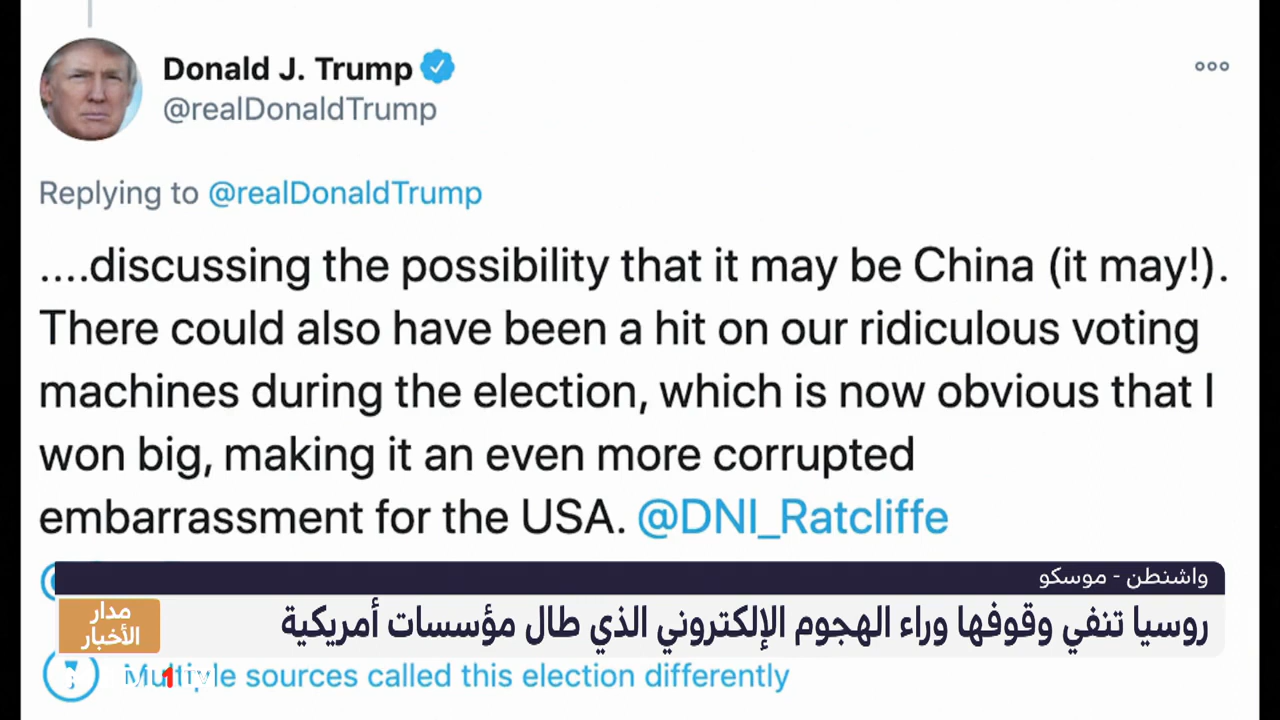 Donald J. Trump
@realDonaldTrump
Replying to @realDonaldTrump
....discussing the possibility that it may be China (it may!).
There could also have been a hit on our ridiculous voting
machines during the election, which is now obvious that I
won big, making it an even more corrupted
embarrassment for the USA. @DNI_Ratcliffe
واشنطن - موسكو
روسيا تنفي وقوفها وراء الهجوم الإلكتروني الذي طال مؤسسات أمريكية
مدار
الأخبار
Multiple sources called this election differently